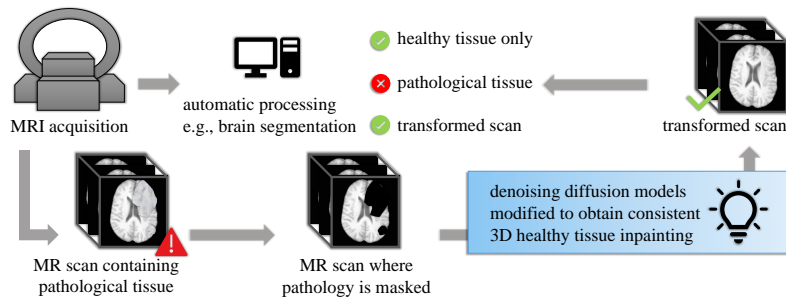 MRI acquisition
automatic processing
e.g., brain segmentation
healthy tissue only
pathological tissue
transformed scan
transformed scan
MR scan containing
pathological tissue
MR scan where
pathology is masked
denoising diffusion models
modified to obtain consistent
3D healthy tissue inpainting